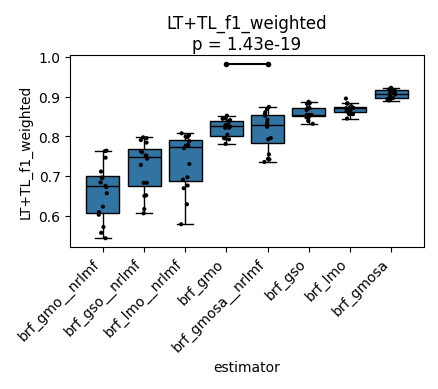 LT+TL_f1_weighted
p = 1.43e-19
LT+TL_f1_weighted
1.0
0.9
0.8
0.7
0.6
brf_gmo__nrlmf
brf_gso__nrlmf
brf_lmo__nrlmf
brf_gmo
brf_gmosa__nrlmf
brf_gso
brf_lmo
brf_gmosa
estimator